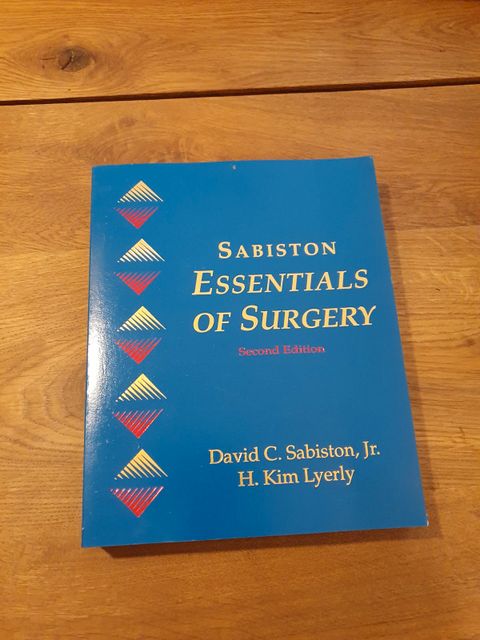 SABISTON
ESSENTIALS
OF SURGERY
Second Edition
David C. Sabiston, Jr.
H. Kim Lyerly